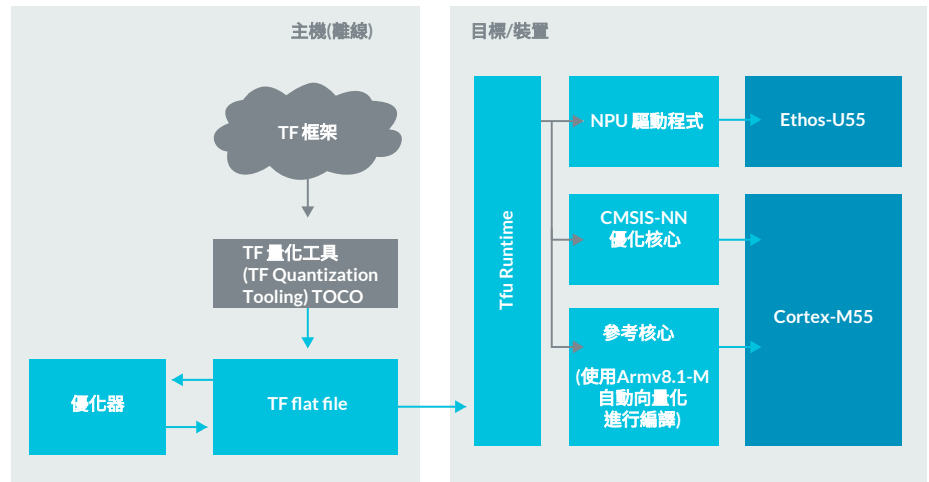 主機(離線)
TF 框架
TF 量化工具
(TF Quantization
Tooling) TOCO
優化器
TF flat file
目標/裝置
Tfu Runtime
NPU 驅動程式
Ethos-U55
CMSIS-NN
優化核心
參考核心
(使用Armv8.1-M
自動向量化
進行編譯)
Cortex-M55